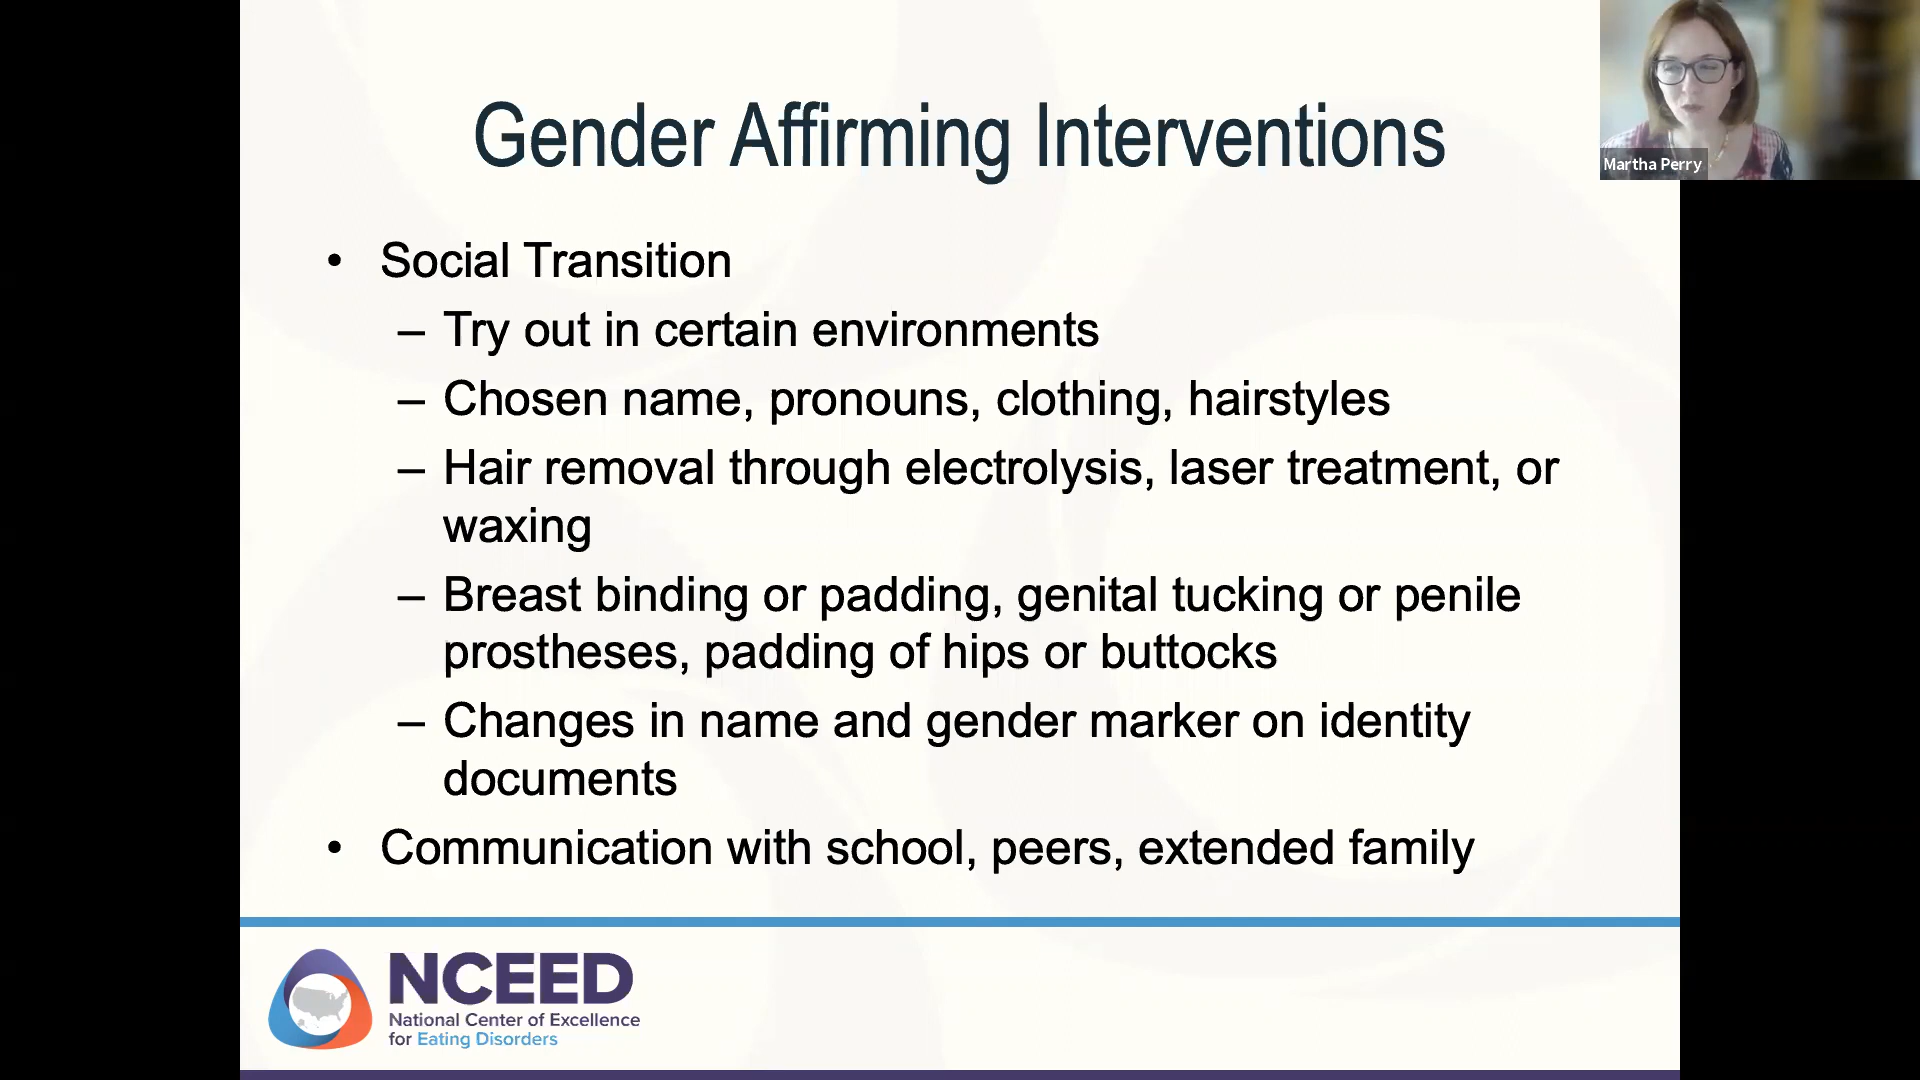 Gender Affirming Interventions
Martha Perry
• Social Transition
– Try out in certain environments
– Chosen name, pronouns, clothing, hairstyles
– Hair removal through electrolysis, laser treatment, or
waxing
– Breast binding or padding, genital tucking or penile
prostheses, padding of hips or buttocks
– Changes in name and gender marker on identity
documents
• Communication with school, peers, extended family
NCEED
National Center of Excellence
for Eating Disorders